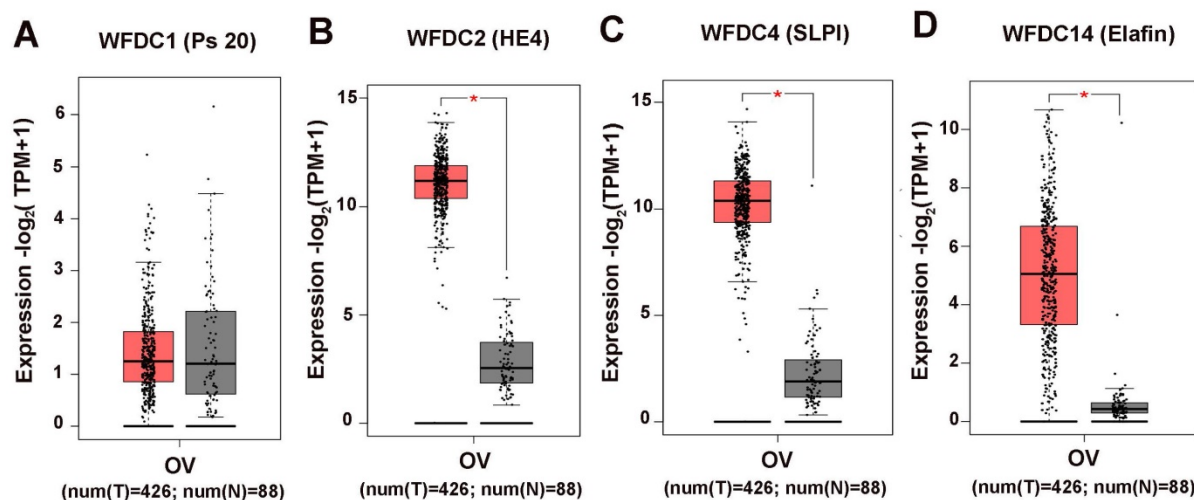 A
WFDC1 (Ps 20)
Expression -log2( TPM+1)
6
5
4
3
2
1
0
OV
(num(T)=426; num(N)=88)
B
WFDC2 (HE4)
Expression -log2(TPM+1)
15
10
5
0
*
OV
(num(T)=426; num(N)=88)
C
WFDC4 (SLPI)
Expression -log2(TPM+1)
15
10
5
0
*
OV
(num(T)=426; num(N)=88)
D
WFDC14 (Elafin)
Expression -log2(TPM+1)
10
8
6
4
2
0
*
OV
(num(T)=426; num(N)=88)